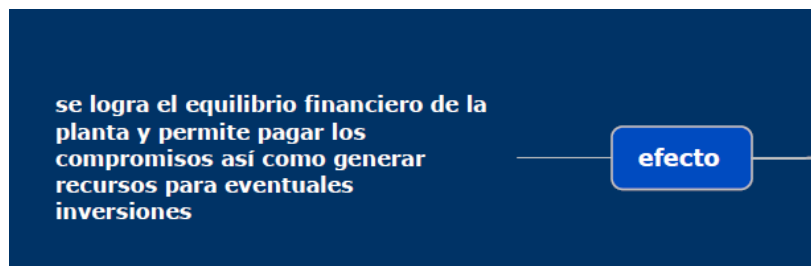 se logra el equilibrio financiero de la
planta y permite pagar los
compromisos así como generar
recursos para eventuales
inversiones
efecto